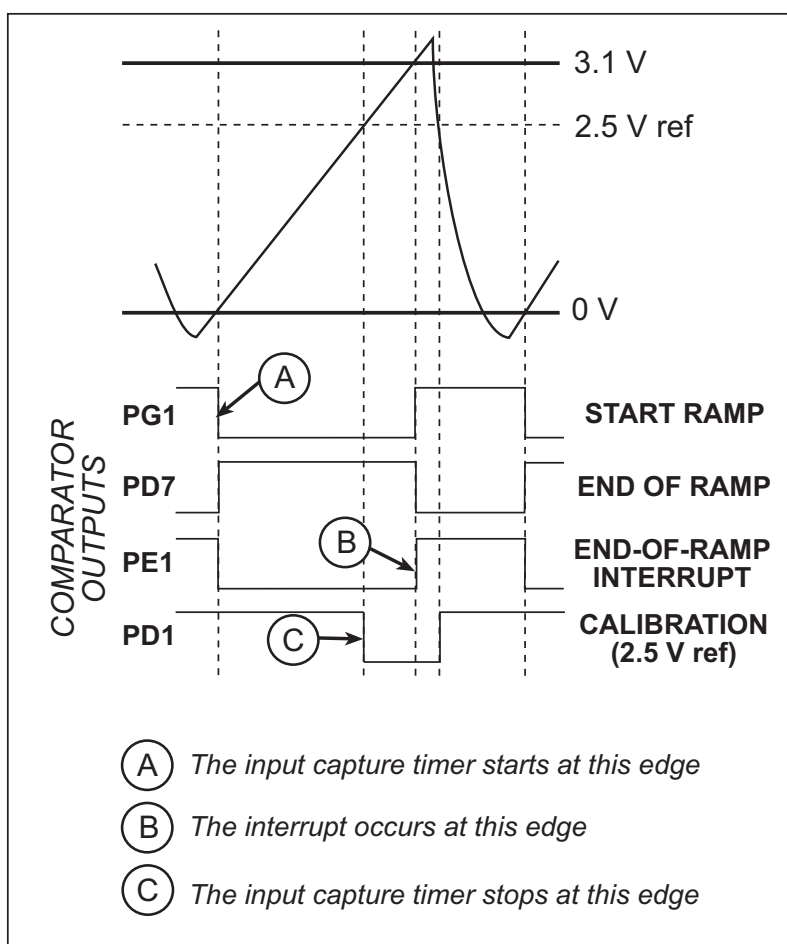 3.1 V
2.5 V ref
0 V
COMPARATOR
OUTPUTS
A
PG1
START RAMP
PD7
END OF RAMP
B
PE1
END-OF-RAMP
INTERRUPT
C
PD1
CALIBRATION
(2.5 V ref)
A The input capture timer starts at this edge
B The interrupt occurs at this edge
C The input capture timer stops at this edge